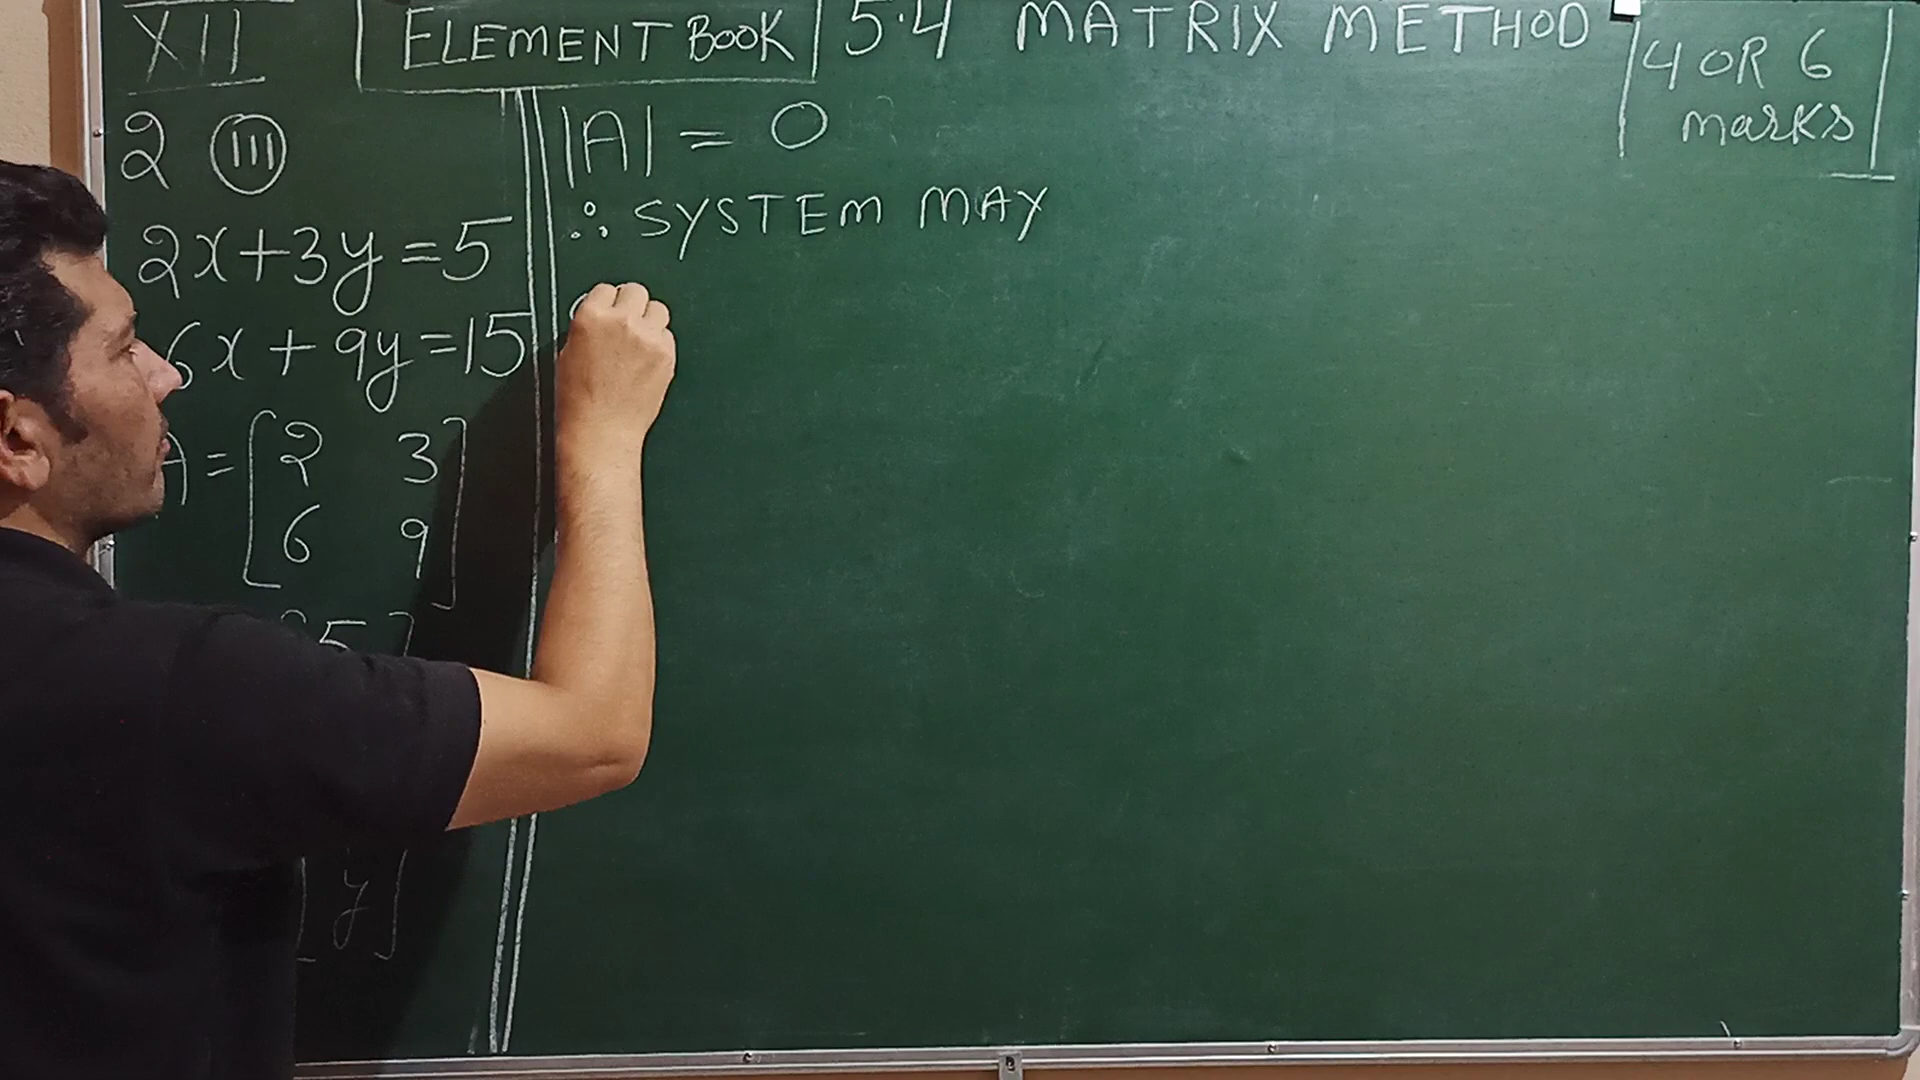 XII ELEMENT BOOK 5.4 MATRIX METHOD
4 OR 6
marks
2 (III)
2x+3y=5
6x+9y=15
A=[2 3
6 9]
5]
y]
|A| = 0
∴ SYSTEM MAY